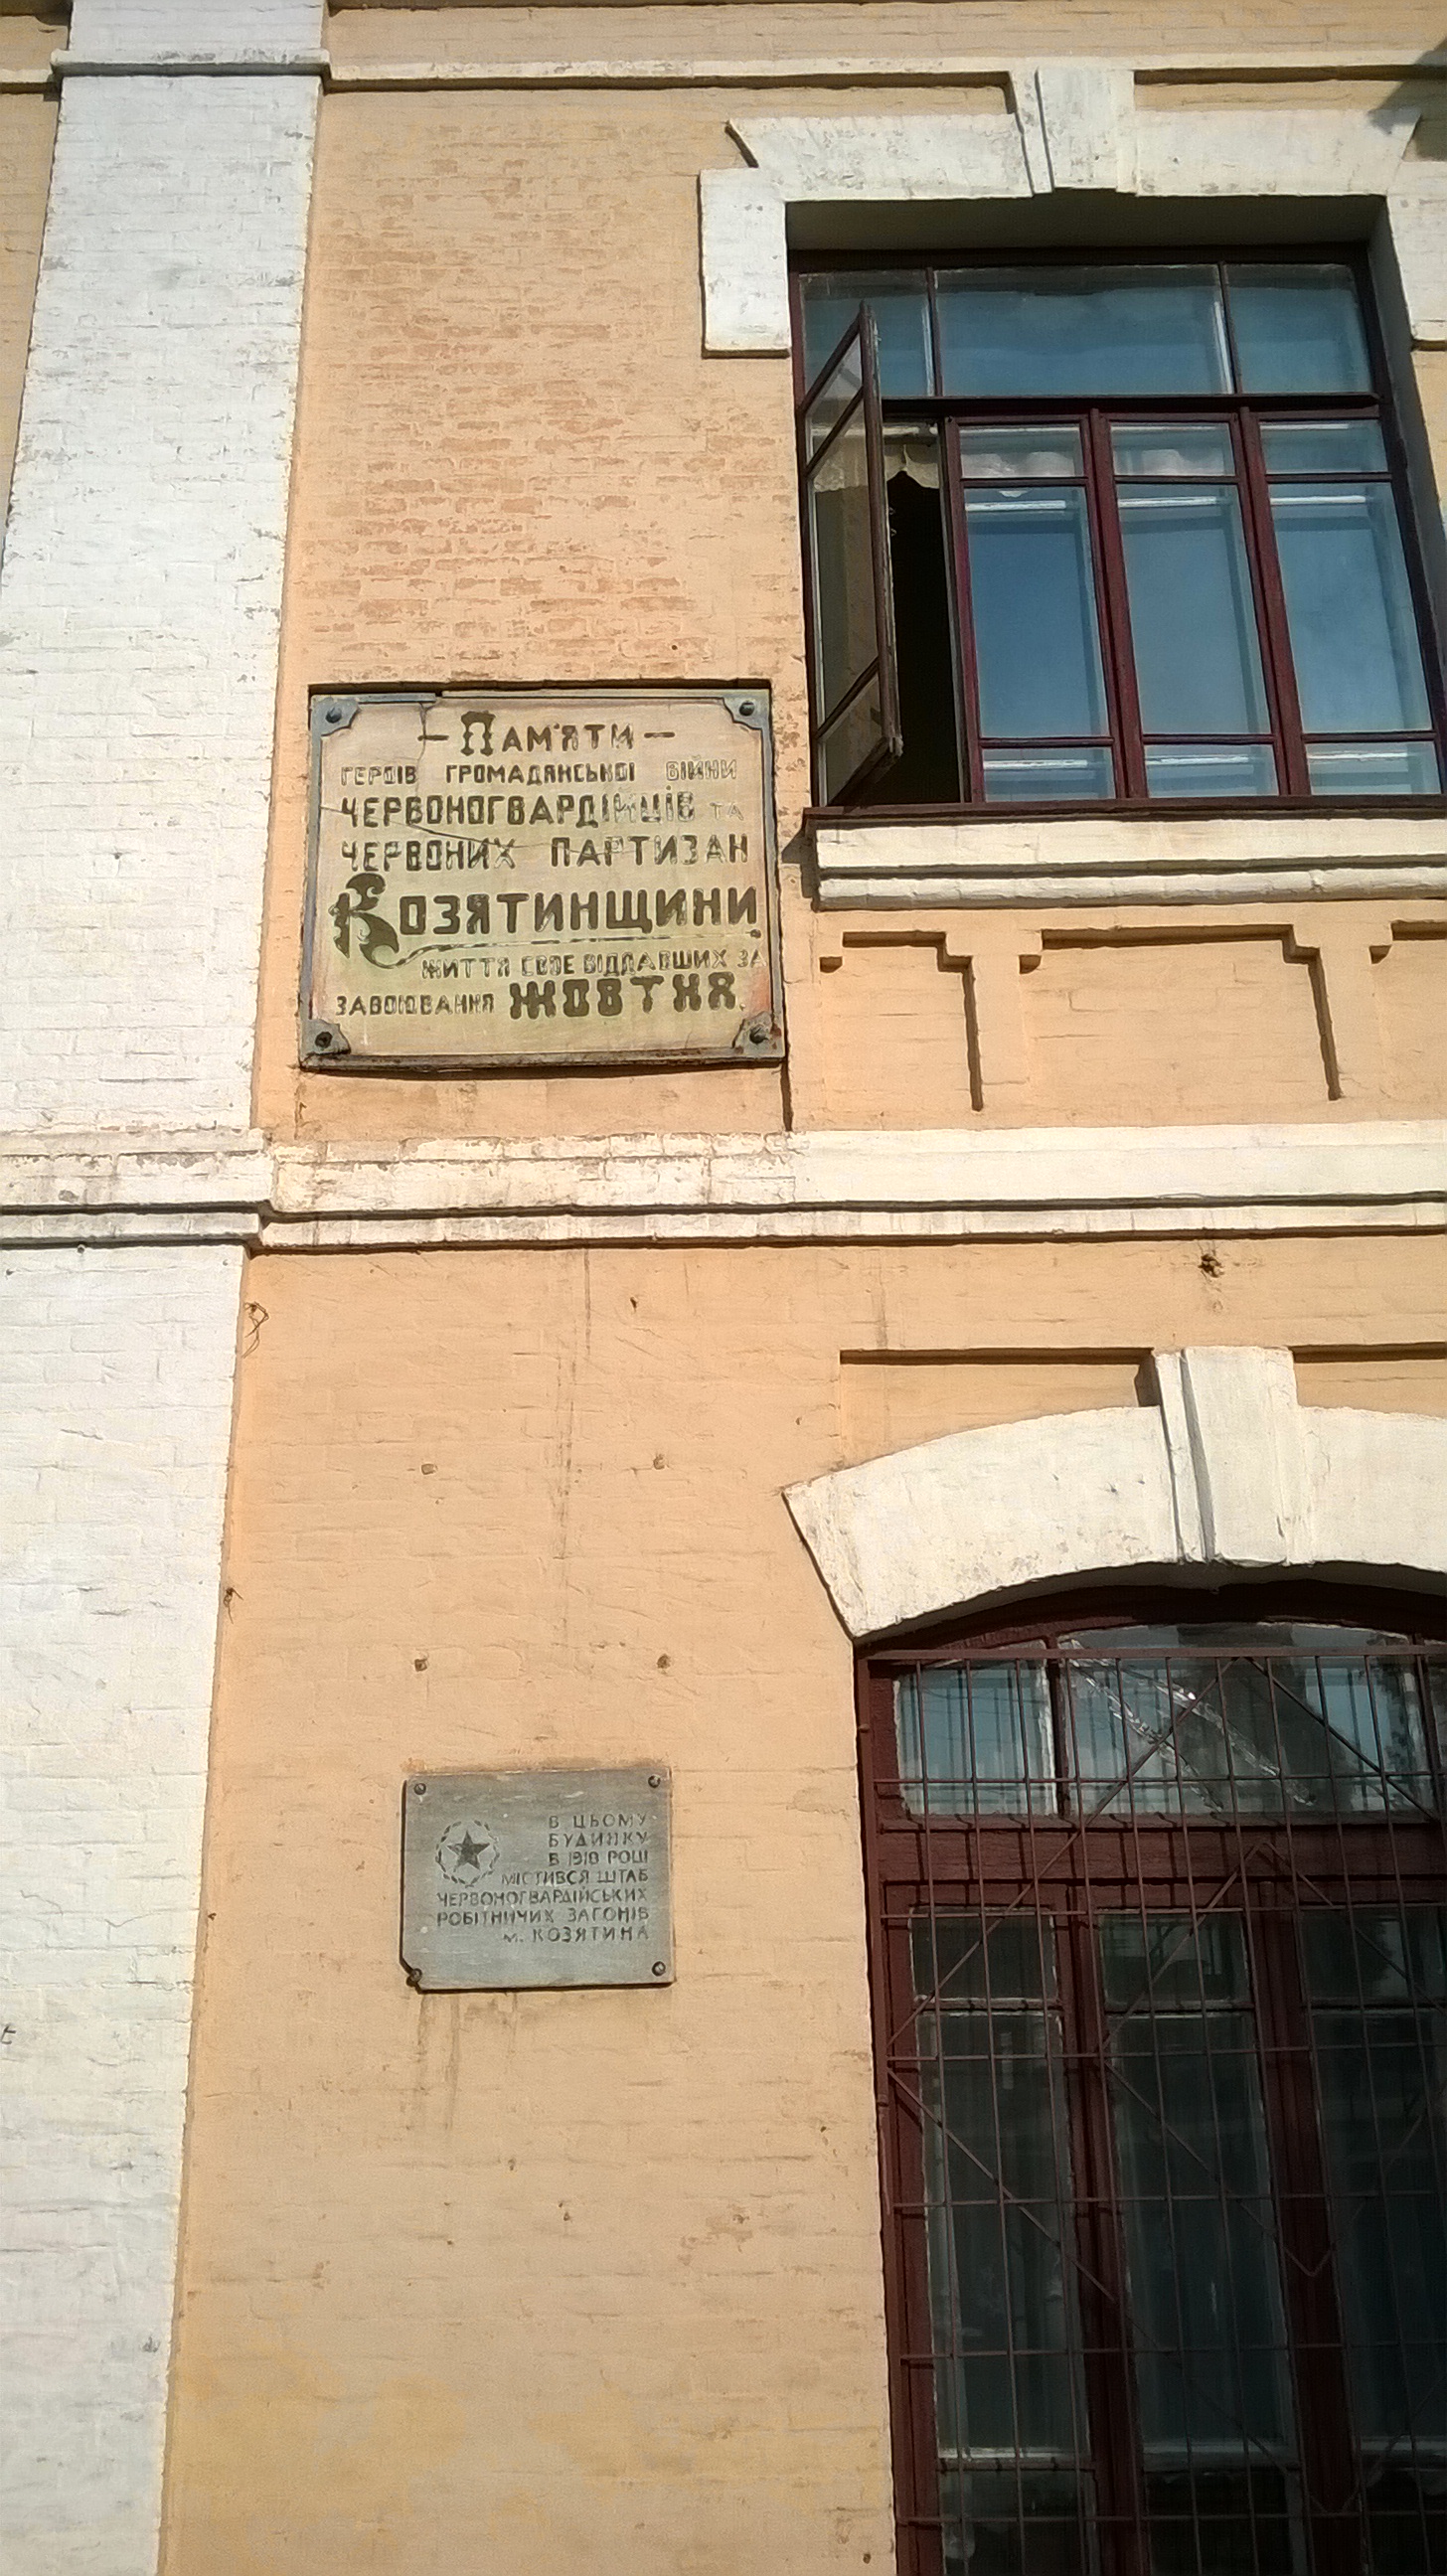 — Пам'яти —
героїв громадянської війни
червоногвардійців та
червоних партизан
Козятинщини
життя своє віддавших за
завоювання Жовтня.
В ЦЬОМУ
БУДИНКУ
В 1918 РОЦІ
МІСТИВСЯ ШТАБ
ЧЕРВОНОГВАРДІЙСЬКИХ
РОБІТНИЧИХ ЗАГОНІВ
м. КОЗЯТИНА